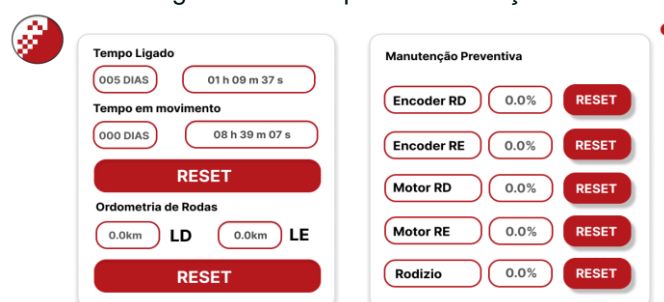 Tempo Ligado
005 DIAS 01 h 09 m 37 s
Tempo em movimento
000 DIAS 08 h 39 m 07 s
RESET
Ordometria de Rodas
0.0km LD 0.0km LE
RESET
Manutenção Preventiva
Encoder RD 0.0% RESET
Encoder RE 0.0% RESET
Motor RD 0.0% RESET
Motor RE 0.0% RESET
Rodizio 0.0% RESET